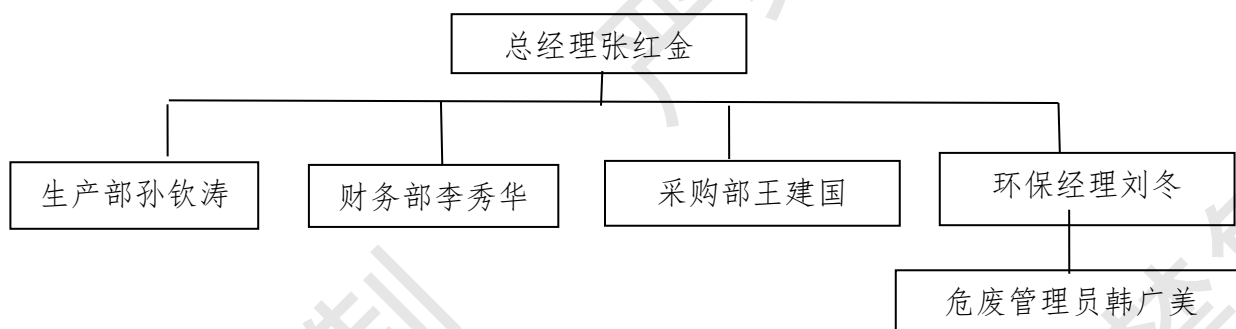 总经理张红金
生产部孙钦涛
财务部李秀华
采购部王建国
环保经理刘冬
危废管理员韩广美